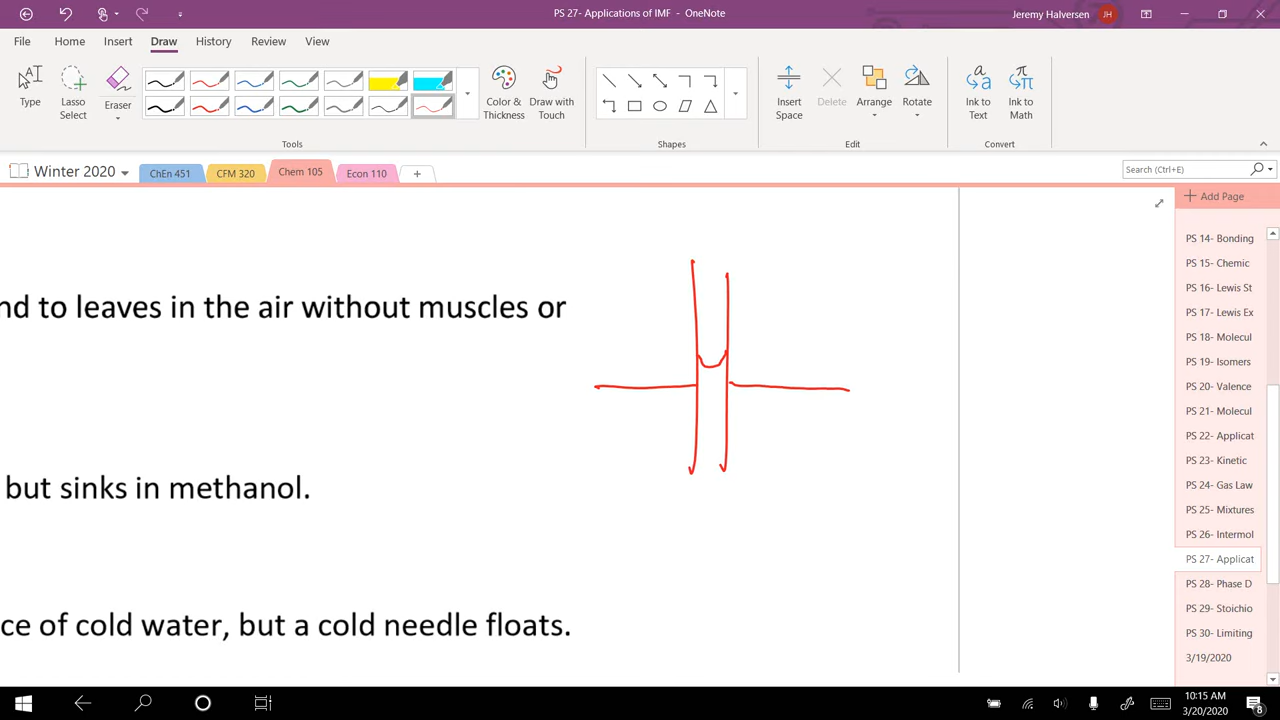 PS 27- Applications of IMF - OneNote
Jeremy Halversen JH
File Home Insert Draw History Review View
Type
Lasso Select
Eraser
Color & Thickness
Draw with Touch
Insert Space
Delete
Arrange
Rotate
Ink to Text
Ink to Math
Tools
Shapes
Edit
Convert
Winter 2020
ChEn 451
CFM 320
Chem 105
Econ 110
Search (Ctrl+E)
Add Page
PS 14- Bonding
PS 15- Chemic
PS 16- Lewis St
PS 17- Lewis Ex
PS 18- Molecul
PS 19- Isomers
PS 20- Valence
PS 21- Molecul
PS 22- Applicat
PS 23- Kinetic
PS 24- Gas Law
PS 25- Mixtures
PS 26- Intermol
PS 27- Applicat
PS 28- Phase D
PS 29- Stoichio
PS 30- Limiting
3/19/2020
nd to leaves in the air without muscles or
but sinks in methanol.
ce of cold water, but a cold needle floats.
10:15 AM
3/20/2020
8